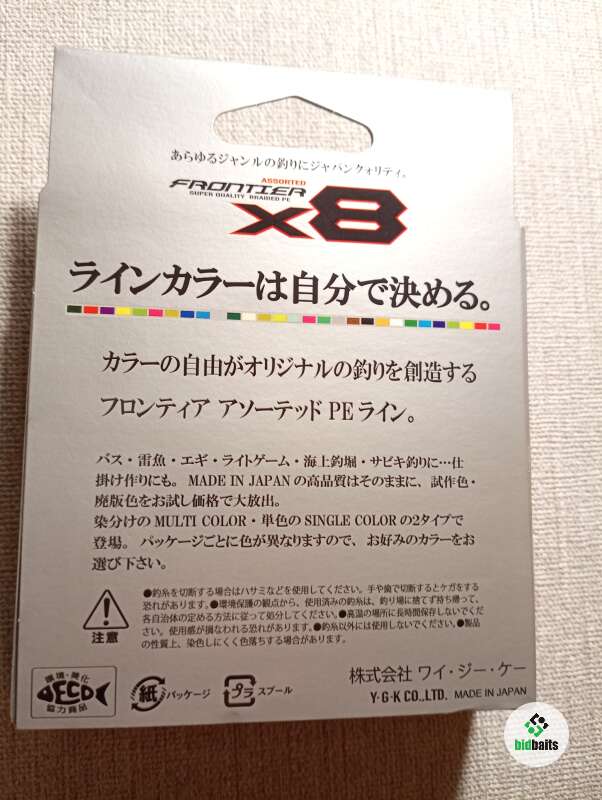 あらゆるジャンルの釣りにジャパンクォリティ。
ASSORTED
FRONTIER
SUPER QUALITY BRAIDED PE
X8
ラインカラーは自分で決める。
カラーの自由がオリジナルの釣りを創造する
フロンティア アソーテッド PEライン。
バス・雷魚・エギ・ライトゲーム・海上釣堀・サビキ釣りに…仕
掛け作りにも。MADE IN JAPANの高品質はそのままに、試作色・
廃版色をお試し価格で大放出。
染分けの MULTI COLOR・単色の SINGLE COLORの2タイプで
登場。 パッケージごとに色が異なりますので、お好みのカラーをお
選び下さい。
●釣糸を切断する場合はハサミなどを使用してください。手や歯で切断するとケガをする
恐れがあります。●環境保護の観点から、使用済みの釣糸は、釣り場に捨てず持ち帰って、
各自治体の定める方法に従って処分してください。●高温の場所に長時間保存しないでくだ
さい。使用感が損なわれる恐れがあります。●釣糸以外には使用しないでください。●製品
の性質上、染色しにくく色落ちする場合があります。
注意
環境・美化
ECO
協力商品
紙 パッケージ
プラ スプール
株式会社 ワイ・ジー・ケー
Y・G・K CO.,LTD. MADE IN JAPAN
bidbaits